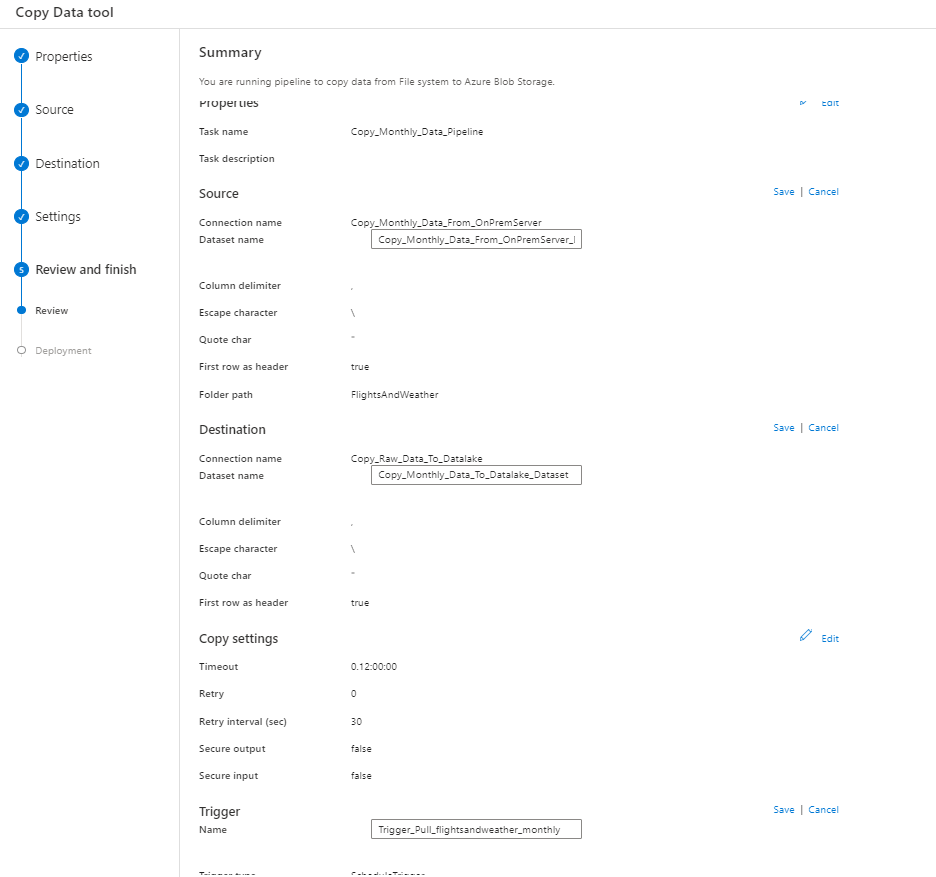 Copy Data tool
Properties
Source
Destination
Settings
5 Review and finish
Review
Deployment
Summary
You are running pipeline to copy data from File system to Azure Blob Storage.
Properties Edit
Task name Copy_Monthly_Data_Pipeline
Task description
Source Save | Cancel
Connection name Copy_Monthly_Data_From_OnPremServer
Dataset name Copy_Monthly_Data_From_OnPremServer_
Column delimiter ,
Escape character \
Quote char "
First row as header true
Folder path FlightsAndWeather
Destination Save | Cancel
Connection name Copy_Raw_Data_To_Datalake
Dataset name Copy_Monthly_Data_To_Datalake_Dataset
Column delimiter ,
Escape character \
Quote char "
First row as header true
Copy settings Edit
Timeout 0.12:00:00
Retry 0
Retry interval (sec) 30
Secure output false
Secure input false
Trigger Save | Cancel
Name Trigger_Pull_flightsandweather_monthly
Trigger type ScheduleTrigger